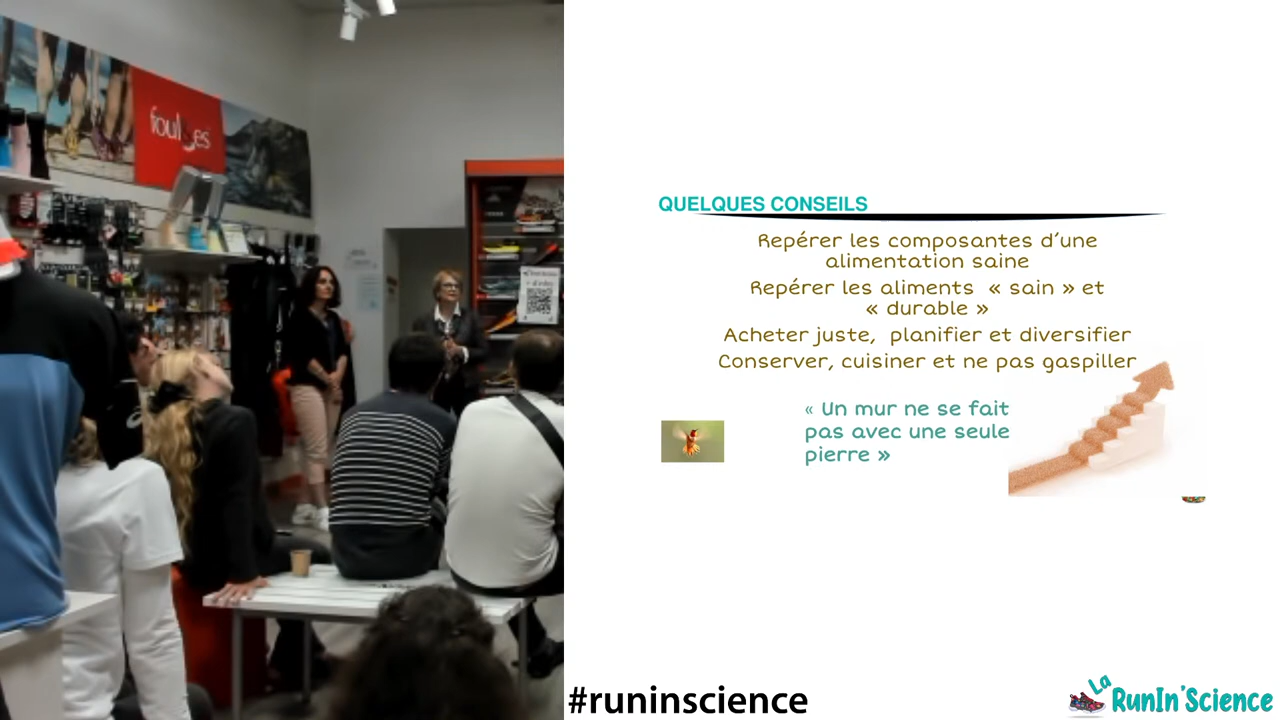 foulées
QUELQUES CONSEILS
Repérer les composantes d’une
alimentation saine
Repérer les aliments « sain » et
« durable »
Acheter juste, planifier et diversifier
Conserver, cuisiner et ne pas gaspiller
« Un mur ne se fait
pas avec une seule
pierre »
#runinscience
La
RunIn'Science